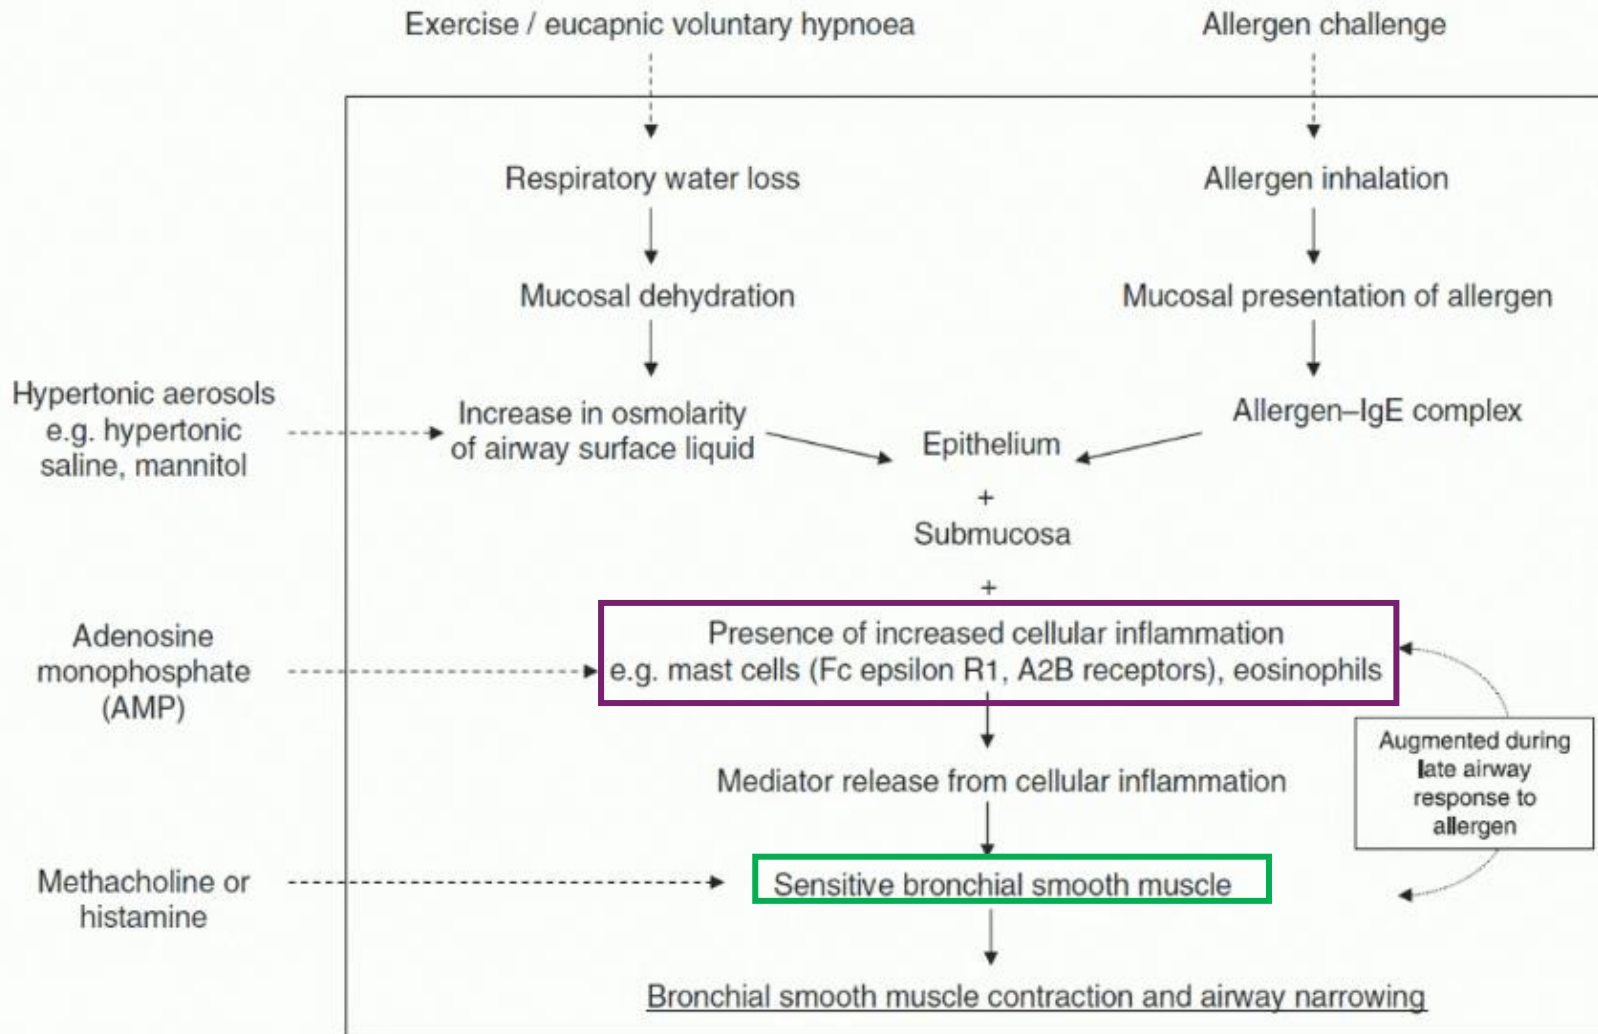 Exercise / eucapnic voluntary hypnoea
Allergen challenge
Respiratory water loss
Allergen inhalation
Mucosal dehydration
Mucosal presentation of allergen
Hypertonic aerosols
e.g. hypertonic
saline, mannitol
Increase in osmolarity
of airway surface liquid
Allergen–IgE complex
Epithelium
+
Submucosa
+
Adenosine
monophosphate
(AMP)
Presence of increased cellular inflammation
e.g. mast cells (Fc epsilon R1, A2B receptors), eosinophils
Augmented during
late airway
response to
allergen
Mediator release from cellular inflammation
Methacholine or
histamine
Sensitive bronchial smooth muscle
Bronchial smooth muscle contraction and airway narrowing